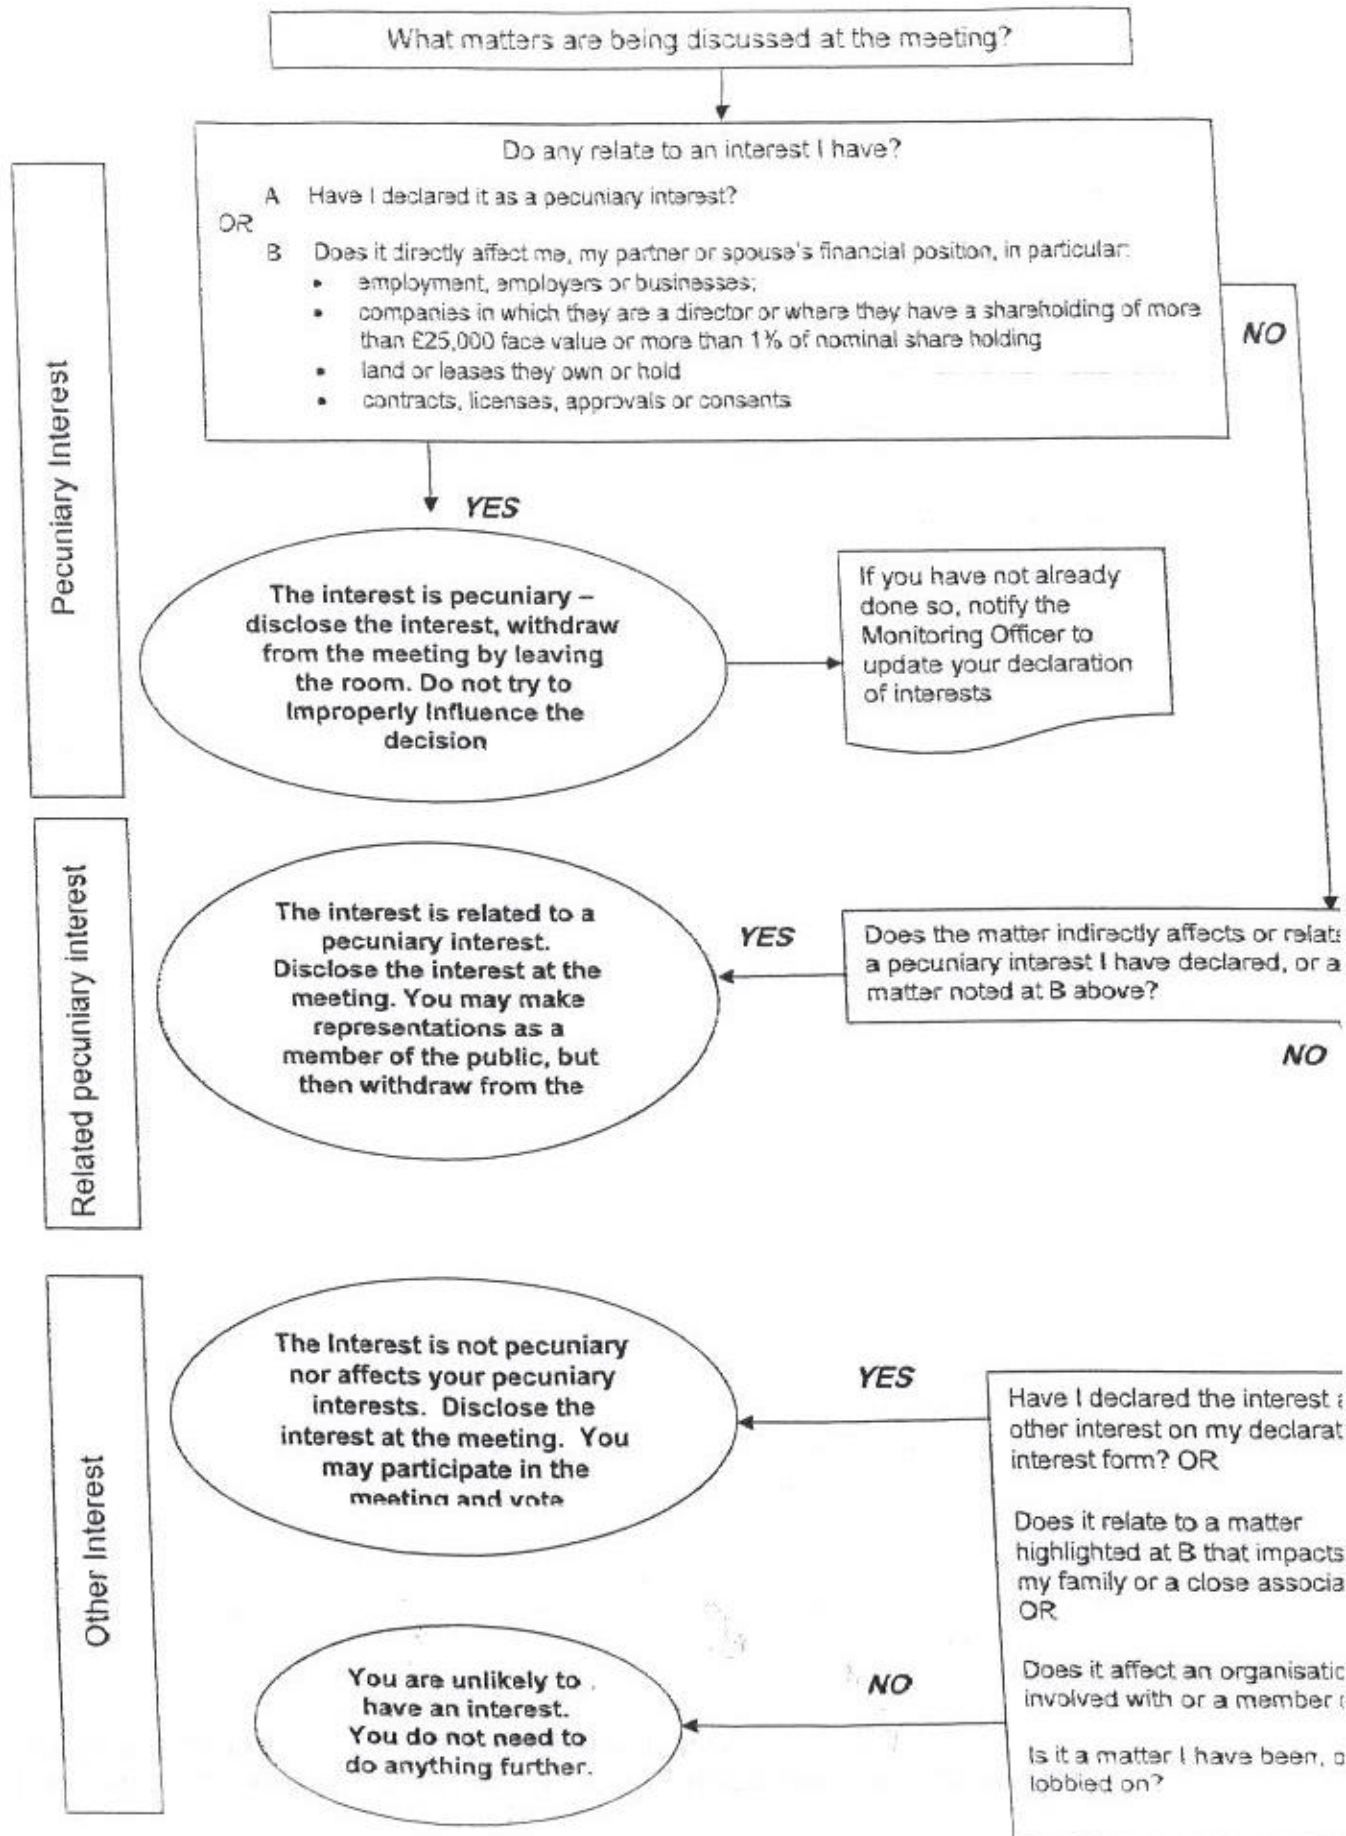 What matters are being discussed at the meeting?
Do any relate to an interest I have?
A Have I declared it as a pecuniary interest?
OR
B Does it directly affect me, my partner or spouse's financial position, in particular:
• employment, employers or businesses;
• companies in which they are a director or where they have a shareholding of more
than £25,000 face value or more than 1% of nominal share holding
• land or leases they own or hold
• contracts, licenses, approvals or consents
NO
Pecuniary Interest
YES
The interest is pecuniary –
disclose the interest, withdraw
from the meeting by leaving
the room. Do not try to
Improperly Influence the
decision
If you have not already
done so, notify the
Monitoring Officer to
update your declaration
of interests
Related pecuniary interest
The interest is related to a
pecuniary interest.
Disclose the interest at the
meeting. You may make
representations as a
member of the public, but
then withdraw from the
YES
Does the matter indirectly affects or
a pecuniary interest I have declared, or a
matter noted at B above?
NO
Other Interest
The Interest is not pecuniary
nor affects your pecuniary
interests. Disclose the
interest at the meeting. You
may participate in the
meeting and vote
YES
Have I declared the interest
other interest on my
interest form? OR
Does it relate to a matter
highlighted at B that impacts
my family or a close
OR
Does it affect an
involved with or a member
Is it a matter I have been,
lobbied on?
You are unlikely to
have an interest.
You do not need to
do anything further.
NO